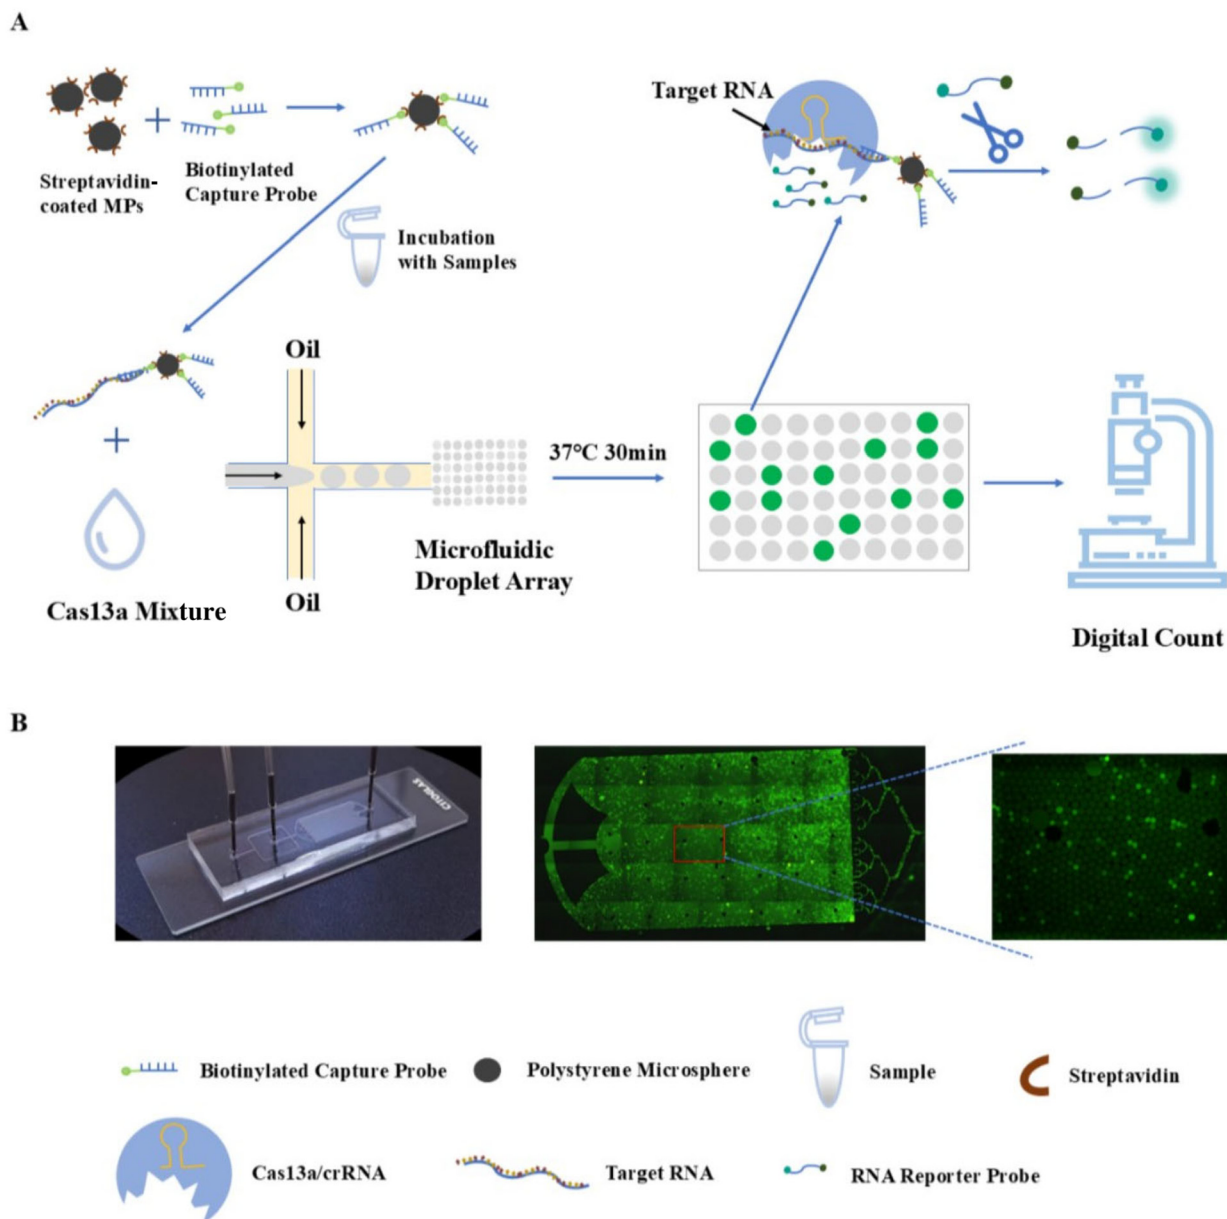 A
Target RNA
Streptavidin-
coated MPs
Biotinylated
Capture Probe
Incubation
with Samples
Oil
37°C 30min
Microfluidic
Droplet Array
Oil
Cas13a Mixture
Digital Count
B
CITOGLAS
Biotinylated Capture Probe
Polystyrene Microsphere
Sample
Streptavidin
Cas13a/crRNA
Target RNA
RNA Reporter Probe